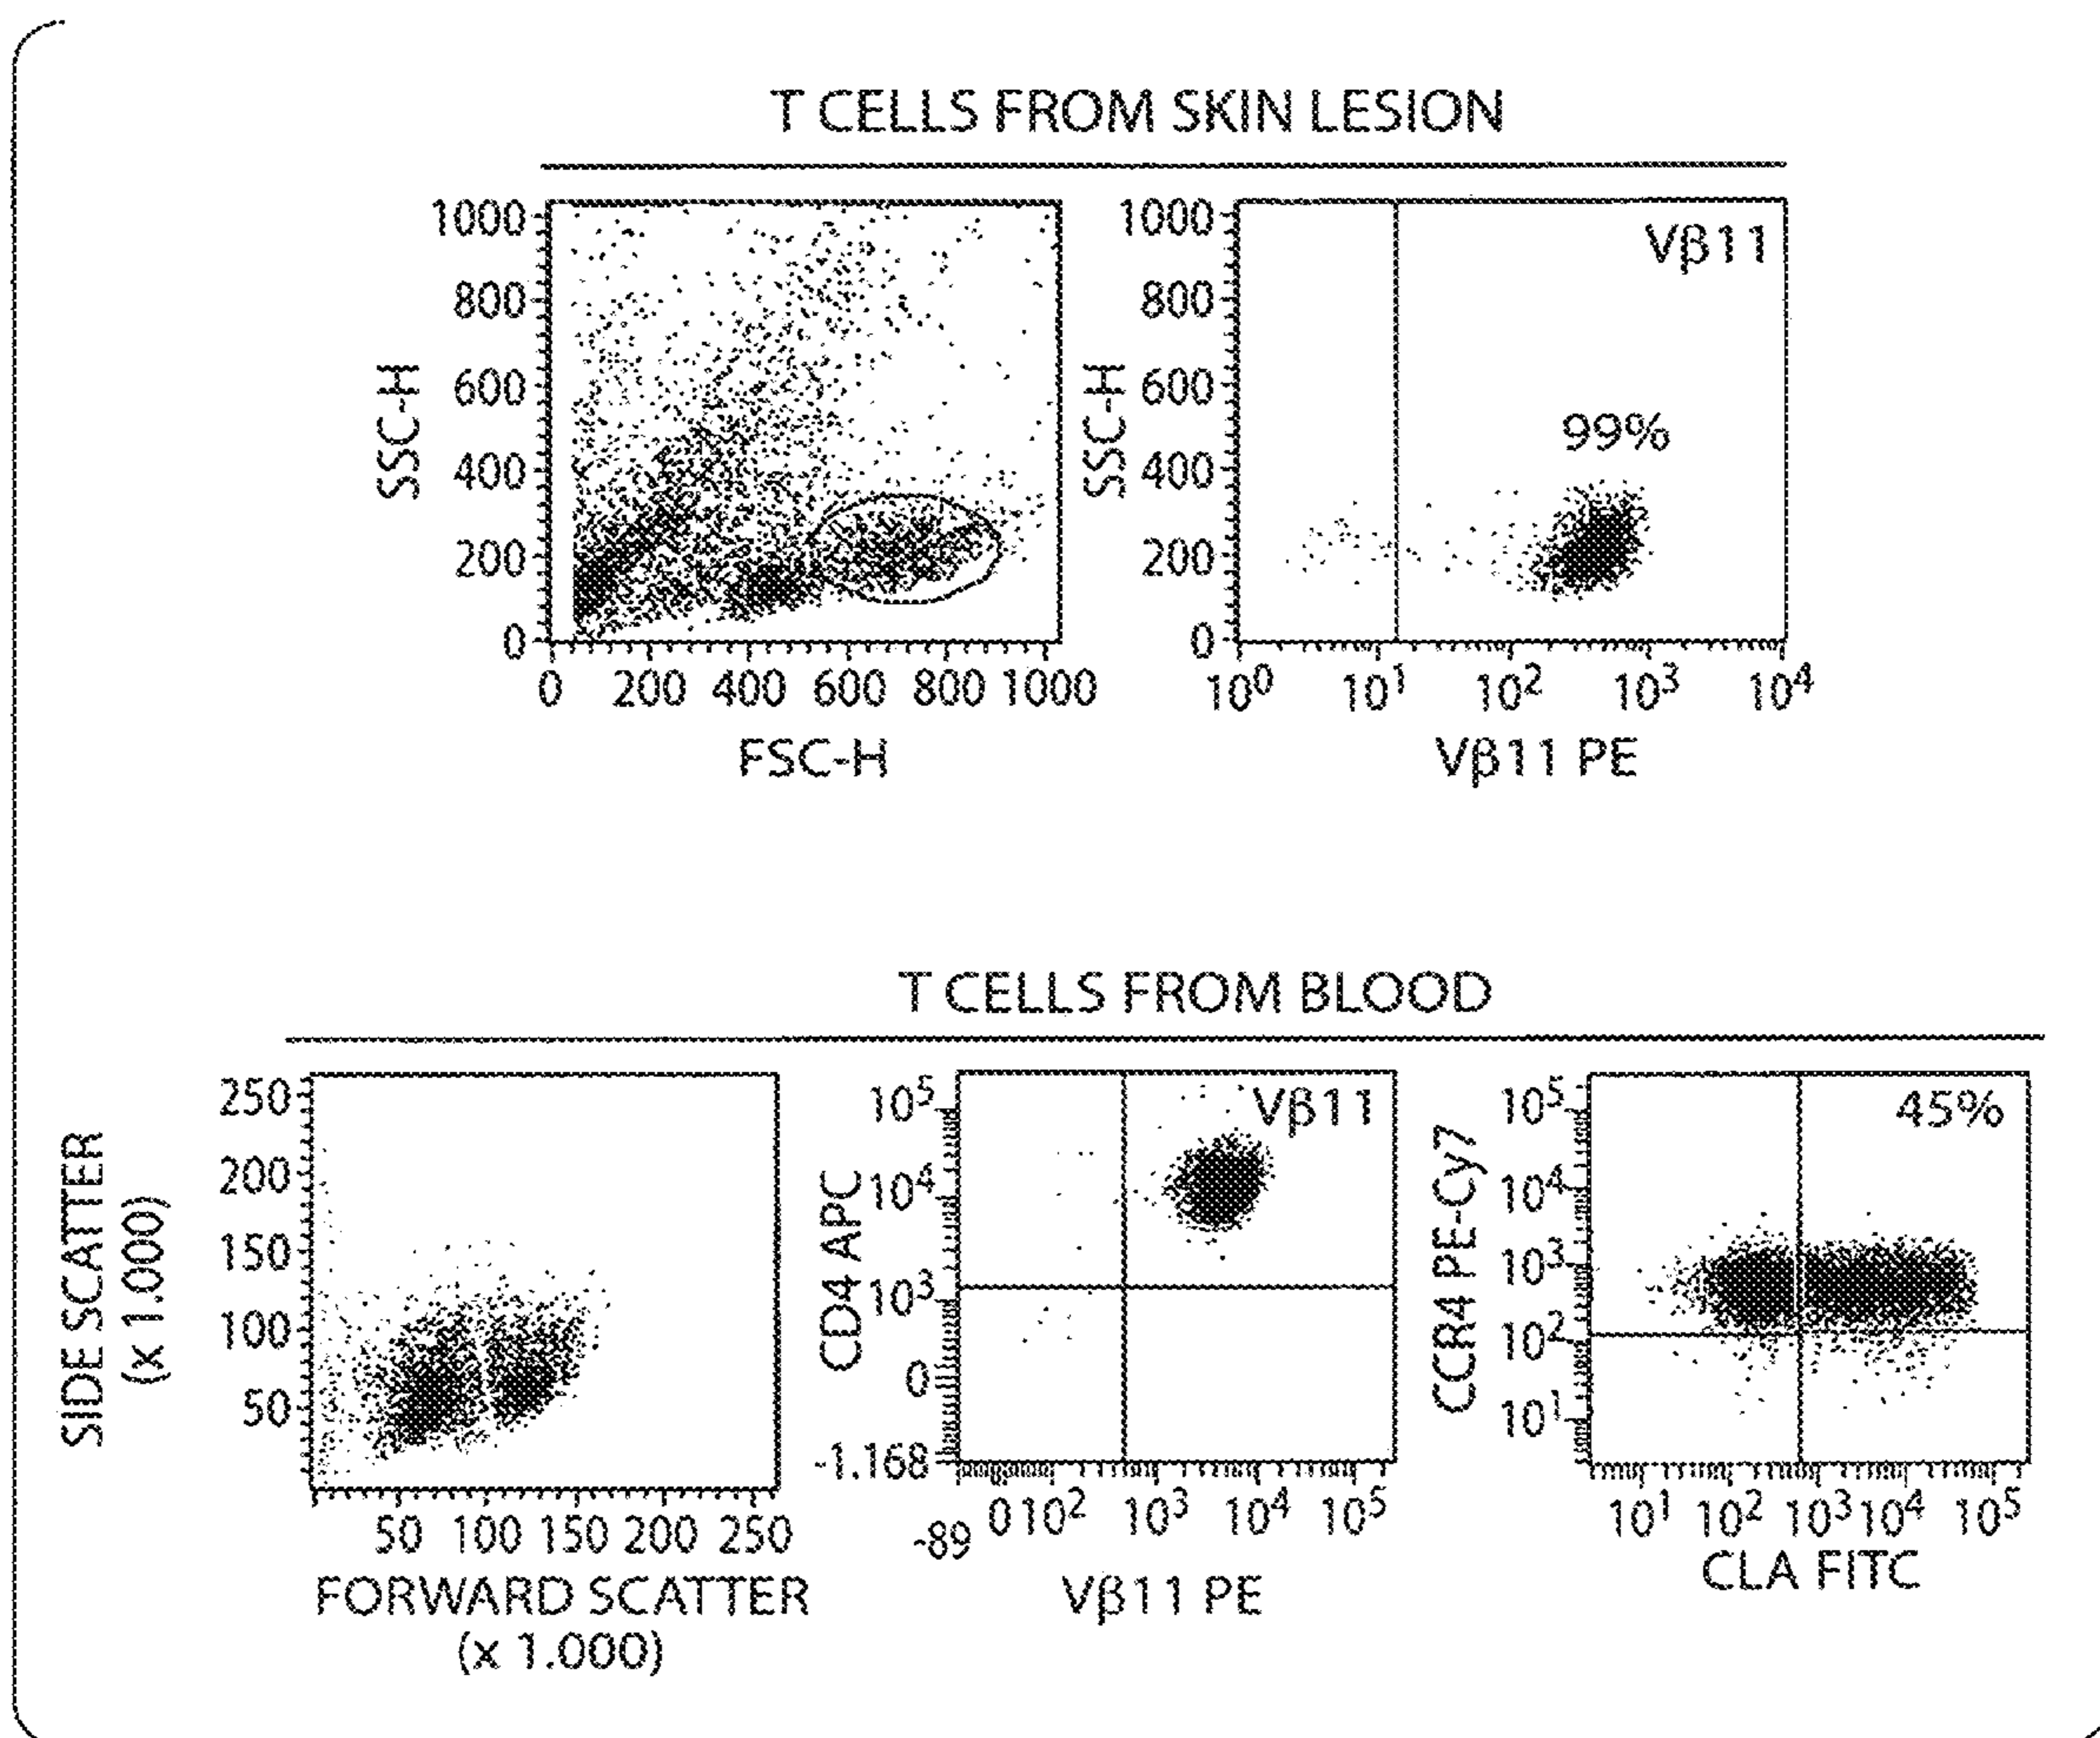 T CELLS FROM SKIN LESION
1000
800
600
400
200
0
SSC-H
0 200 400 600 800 1000
FSC-H
1000
800
600
400
200
0
SSC-H
Vβ11
99%
10⁰ 10¹ 10² 10³ 10⁴
Vβ11 PE
T CELLS FROM BLOOD
250
200
150
100
50
SIDE SCATTER
(x 1.000)
50 100 150 200 250
FORWARD SCATTER
(x 1.000)
10⁵
10⁴
10³
0
-1.168
CD4 APC
Vβ11
-89 0 10² 10³ 10⁴ 10⁵
Vβ11 PE
10⁵
10⁴
10³
10²
10¹
CCR4 PE-Cy7
45%
10¹ 10² 10³ 10⁴ 10⁵
CLA FITC